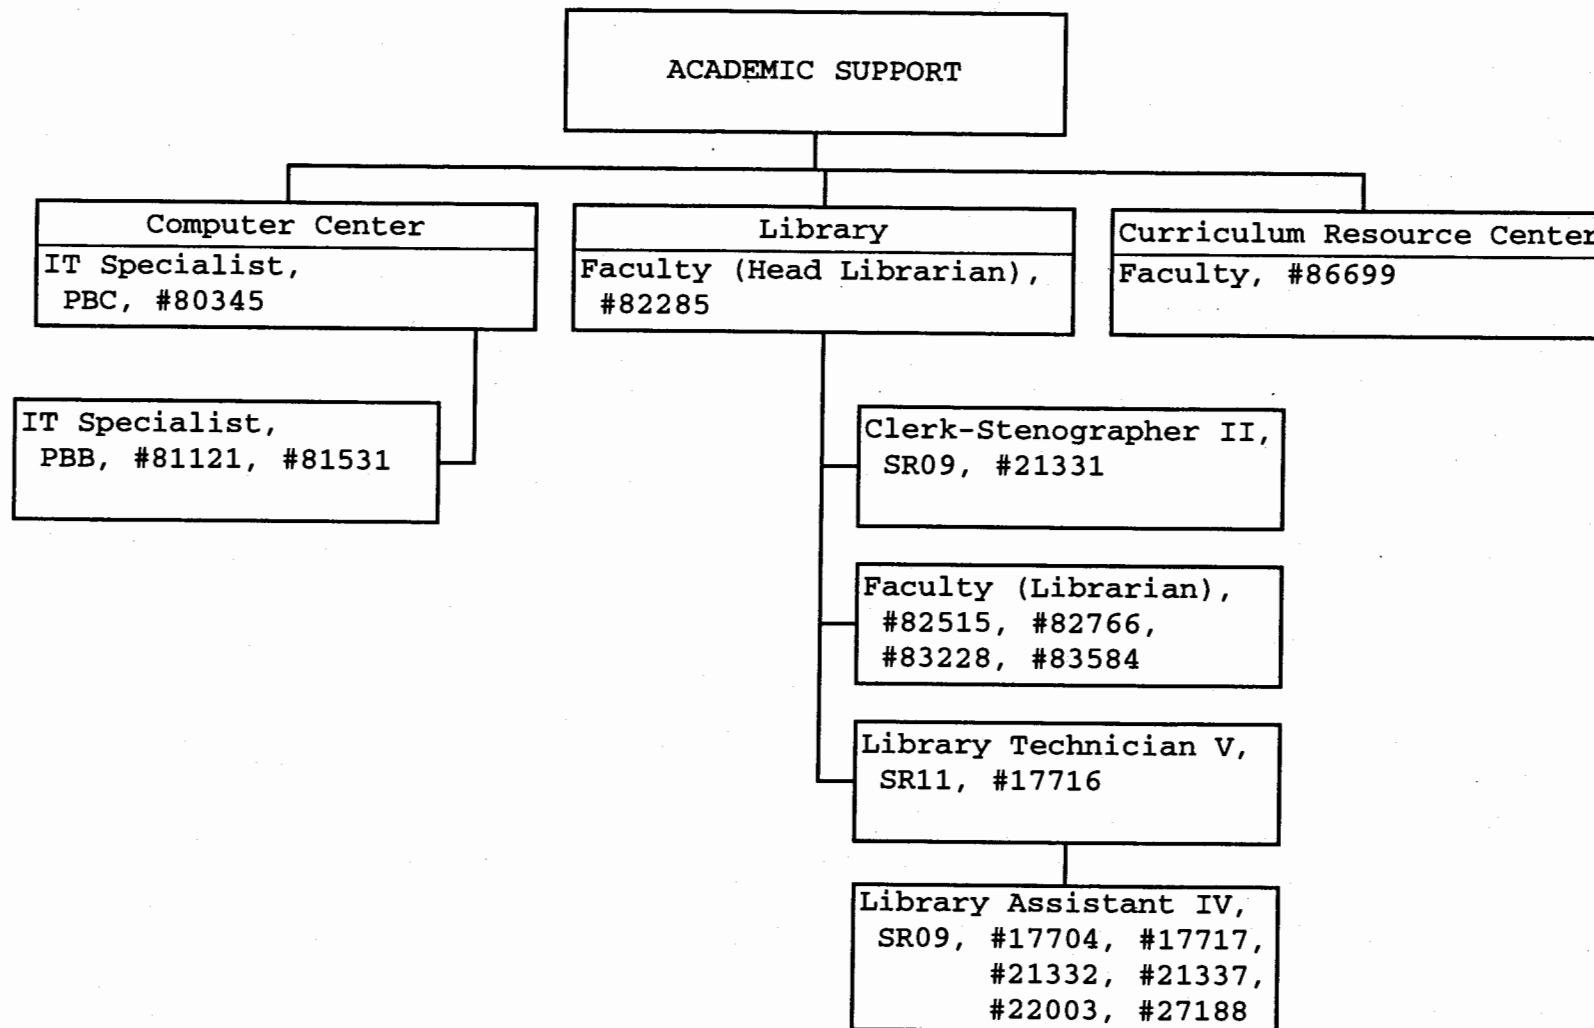 ACADEMIC SUPPORT
Computer Center
IT Specialist,
PBC, #80345
IT Specialist,
PBB, #81121, #81531
Library
Faculty (Head Librarian),
#82285
Clerk-Stenographer II,
SR09, #21331
Faculty (Librarian),
#82515, #82766,
#83228, #83584
Library Technician V,
SR11, #17716
Library Assistant IV,
SR09, #17704, #17717,
#21332, #21337,
#22003, #27188
Curriculum Resource Center
Faculty, #86699